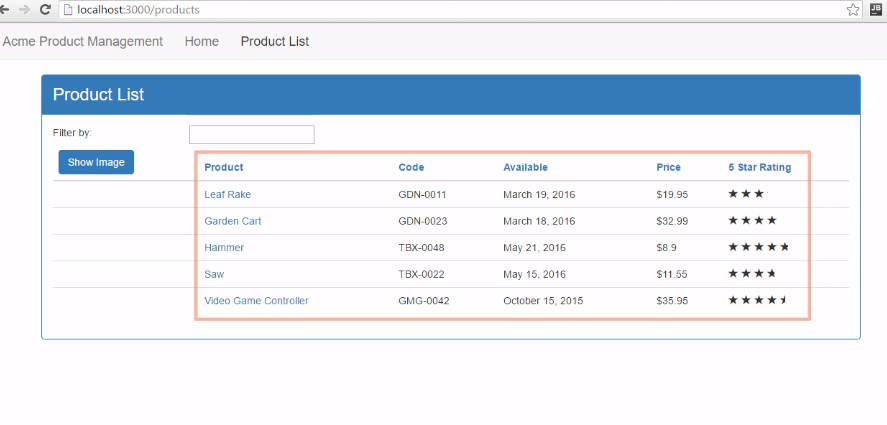 localhost:3000/products
JB
Acme Product Management Home Product List
Product List
Filter by:
Show Image Product Code Available Price 5 Star Rating
Leaf Rake GDN-0011 March 19, 2016 $19.95
Garden Cart GDN-0023 March 18, 2016 $32.99
Hammer TBX-0048 May 21, 2016 $8.9
Saw TBX-0022 May 15, 2016 $11.55
Video Game Controller GMG-0042 October 15, 2015 $35.95